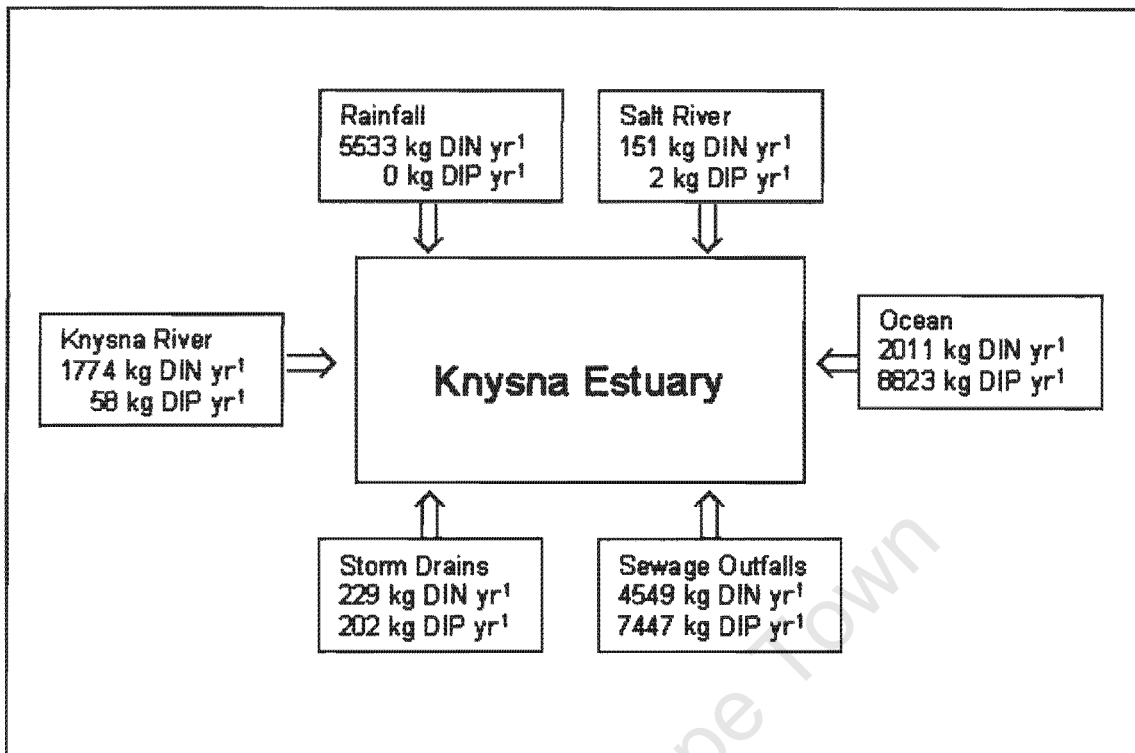 Rainfall
5533 kg DIN yr¹
0 kg DIP yr¹
Salt River
151 kg DIN yr¹
2 kg DIP yr¹
Knysna River
1774 kg DIN yr¹
58 kg DIP yr¹
Knysna Estuary
Ocean
2011 kg DIN yr¹
8823 kg DIP yr¹
Storm Drains
229 kg DIN yr¹
202 kg DIP yr¹
Sewage Outfalls
4549 kg DIN yr¹
7447 kg DIP yr¹
Town